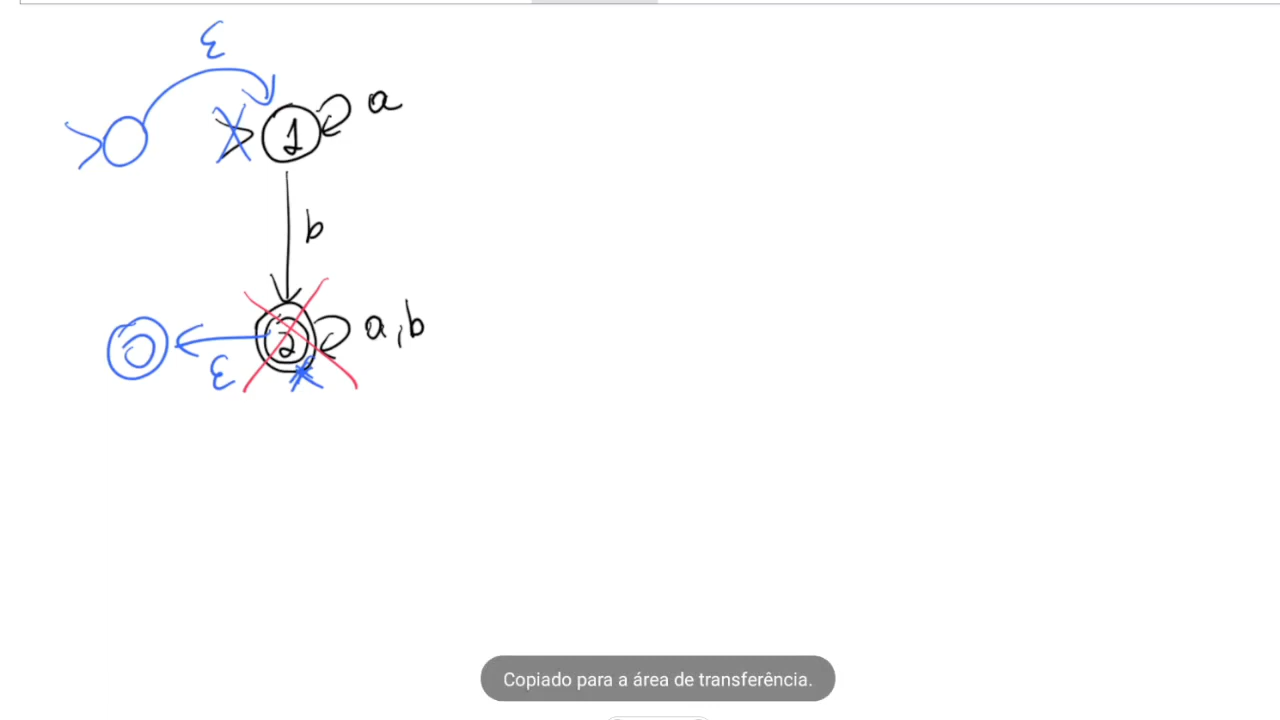 ε
a
1
b
2
a, b
ε
Copiado para a área de transferência.